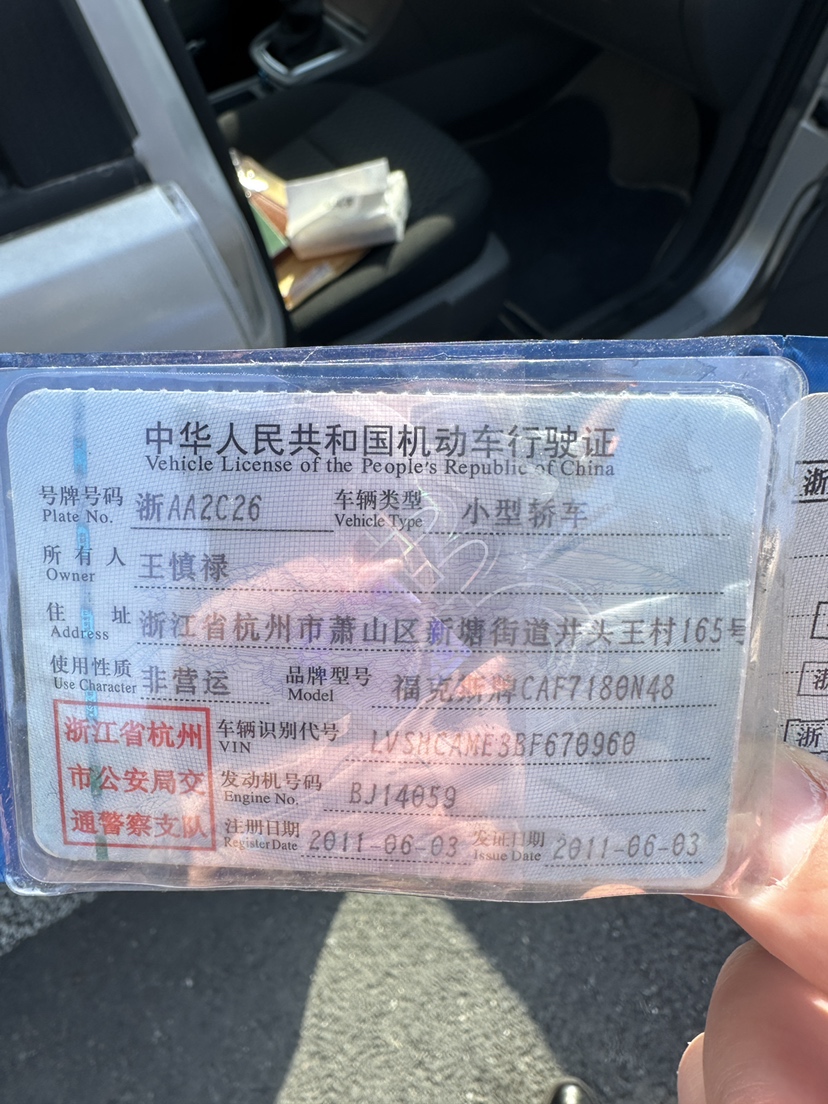 中华人民共和国机动车行驶证
Vehicle License of the People's Republic of China
号牌号码 浙AA2C26 车辆类型 小型轿车
Plate No. Vehicle Type
所有人 王慎禄
Owner
住址 浙江省杭州市萧山区新塘街道井头王村165号
Address
使用性质 非营运 品牌型号 福克斯牌CAF7180N48
Use Character Model
浙江省杭州
市公安局交
通警察支队
车辆识别代号 LVSHCAME3BF670960
VIN
发动机号码 BJ14059
Engine No.
注册日期 2011-06-03 发证日期 2011-06-03
Register Date Issue Date
浙
浙